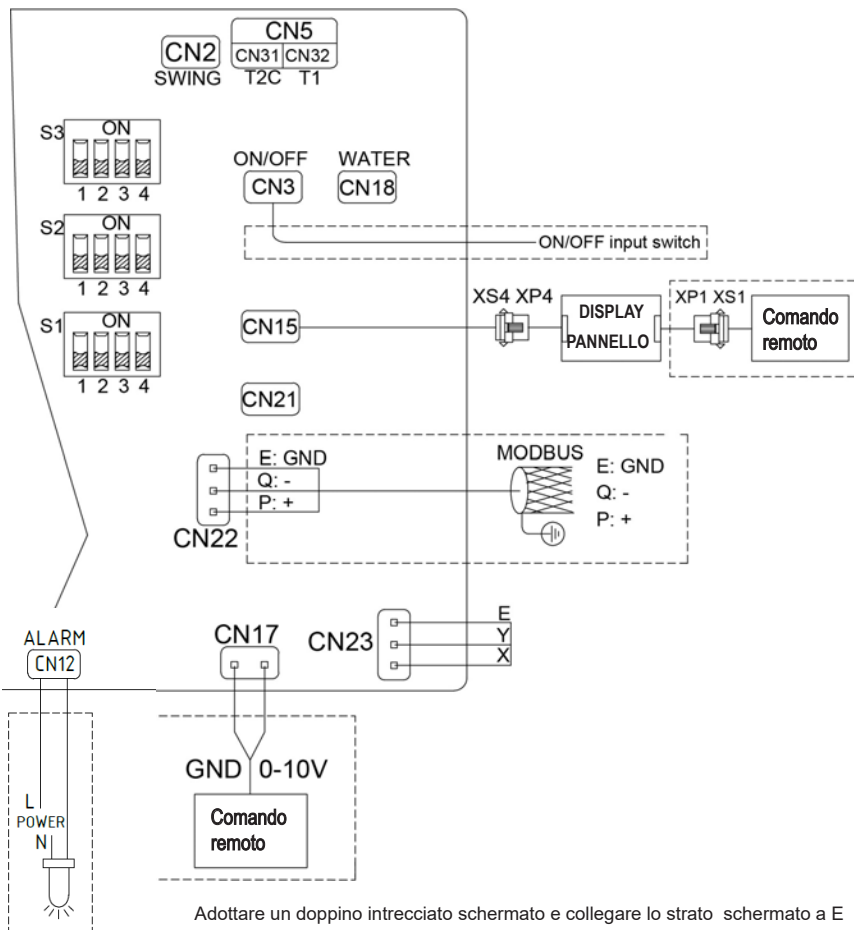 CN5
CN2 CN31 CN32
SWING T2C T1
S3 ON
1 2 3 4
ON/OFF WATER
CN3 CN18
S2 ON
1 2 3 4
ON/OFF input switch
XS4 XP4 XP1 XS1
S1 ON
CN15 DISPLAY
PANNELLO
Comando
remoto
1 2 3 4
CN21
E: GND
Q: -
P: +
CN22
MODBUS
E: GND
Q: -
P: +
ALARM
CN12
CN17
CN23
E
Y
X
GND 0-10V
Comando
remoto
L
POWER
N
Adottare un doppino intrecciato schermato e collegare lo strato schermato a E